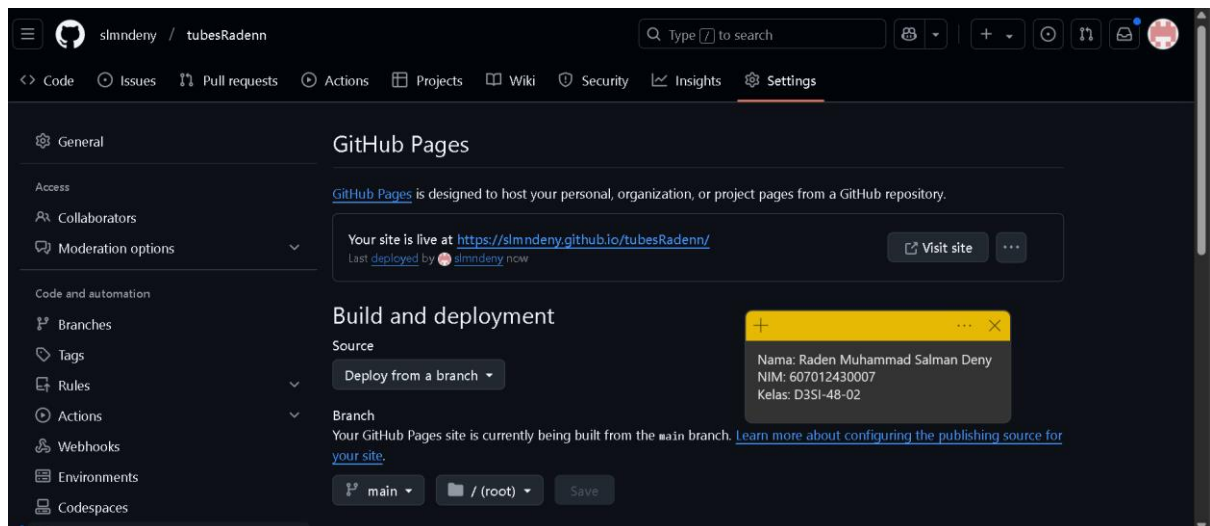 slmndeny / tubesRadenn
Type / to search
Code
Issues
Pull requests
Actions
Projects
Wiki
Security
Insights
Settings
General
Access
Collaborators
Moderation options
Code and automation
Branches
Tags
Rules
Actions
Webhooks
Environments
Codespaces
GitHub Pages
GitHub Pages is designed to host your personal, organization, or project pages from a GitHub repository.
Your site is live at https://slmndeny.github.io/tubesRadenn/
Last deployed by slmndeny now
Visit site
Build and deployment
Source
Deploy from a branch
Branch
Your GitHub Pages site is currently being built from the main branch. Learn more about configuring the publishing source for
your site.
main
/ (root)
Save
Nama: Raden Muhammad Salman Deny
NIM: 607012430007
Kelas: D3SI-48-02